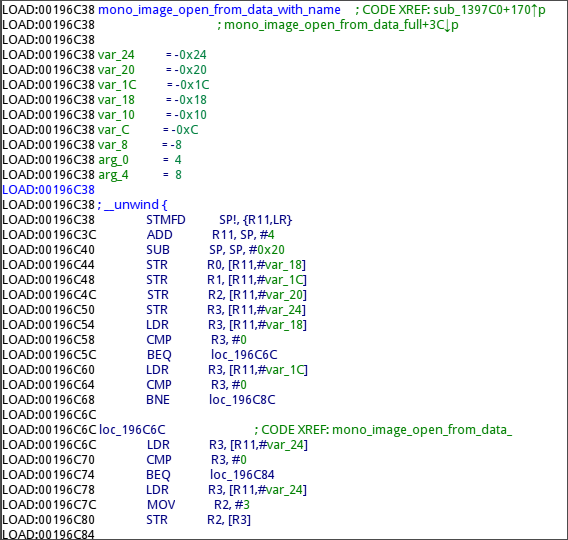 LOAD:00196C38 mono_image_open_from_data_with_name ; CODE XREF: sub_1397C0+170↑p
LOAD:00196C38 ; mono_image_open_from_data_full+3C↓p
LOAD:00196C38
LOAD:00196C38 var_24 = -0x24
LOAD:00196C38 var_20 = -0x20
LOAD:00196C38 var_1C = -0x1C
LOAD:00196C38 var_18 = -0x18
LOAD:00196C38 var_10 = -0x10
LOAD:00196C38 var_C = -0xC
LOAD:00196C38 var_8 = -8
LOAD:00196C38 arg_0 = 4
LOAD:00196C38 arg_4 = 8
LOAD:00196C38
LOAD:00196C38 ; __unwind {
LOAD:00196C38 STMFD SP!, {R11,LR}
LOAD:00196C3C ADD R11, SP, #4
LOAD:00196C40 SUB SP, SP, #0x20
LOAD:00196C44 STR R0, [R11,#var_18]
LOAD:00196C48 STR R1, [R11,#var_1C]
LOAD:00196C4C STR R2, [R11,#var_20]
LOAD:00196C50 STR R3, [R11,#var_24]
LOAD:00196C54 LDR R3, [R11,#var_18]
LOAD:00196C58 CMP R3, #0
LOAD:00196C5C BEQ loc_196C6C
LOAD:00196C60 LDR R3, [R11,#var_1C]
LOAD:00196C64 CMP R3, #0
LOAD:00196C68 BNE loc_196C8C
LOAD:00196C6C
LOAD:00196C6C loc_196C6C ; CODE XREF: mono_image_open_from_data_
LOAD:00196C6C LDR R3, [R11,#var_24]
LOAD:00196C70 CMP R3, #0
LOAD:00196C74 BEQ loc_196C84
LOAD:00196C78 LDR R3, [R11,#var_24]
LOAD:00196C7C MOV R2, #3
LOAD:00196C80 STR R2, [R3]
LOAD:00196C84